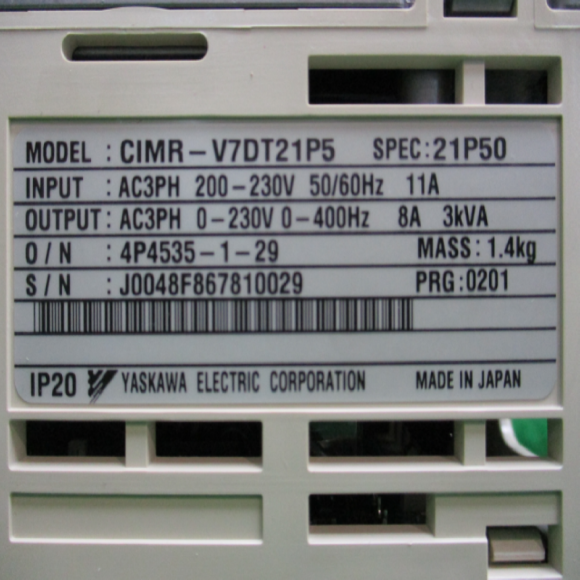 MODEL : CIMR-V7DT21P5 SPEC:21P50
INPUT : AC3PH 200-230V 50/60Hz 11A
OUTPUT : AC3PH 0-230V 0-400Hz 8A 3kVA
O/N : 4P4535-1-29 MASS : 1.4kg
S/N : J0048F867810029 PRG:0201
IP20 YASKAWA ELECTRIC CORPORATION MADE IN JAPAN